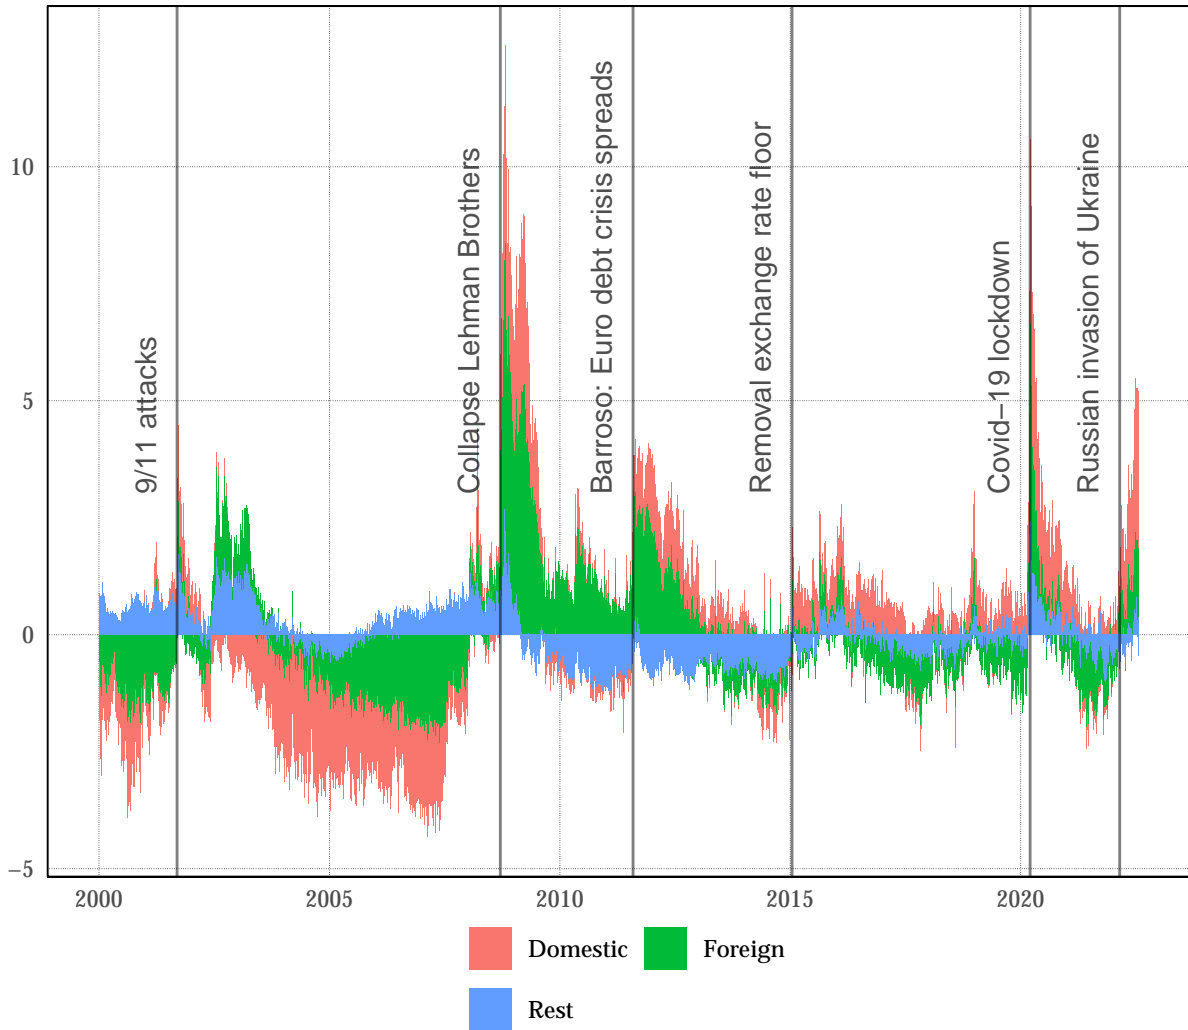 10
5
0
−5
9/11 attacks
Collapse Lehman Brothers
Barroso: Euro debt crisis spreads
Removal exchange rate floor
Covid−19 lockdown
Russian invasion of Ukraine
2000
2005
2010
2015
2020
Domestic
Foreign
Rest